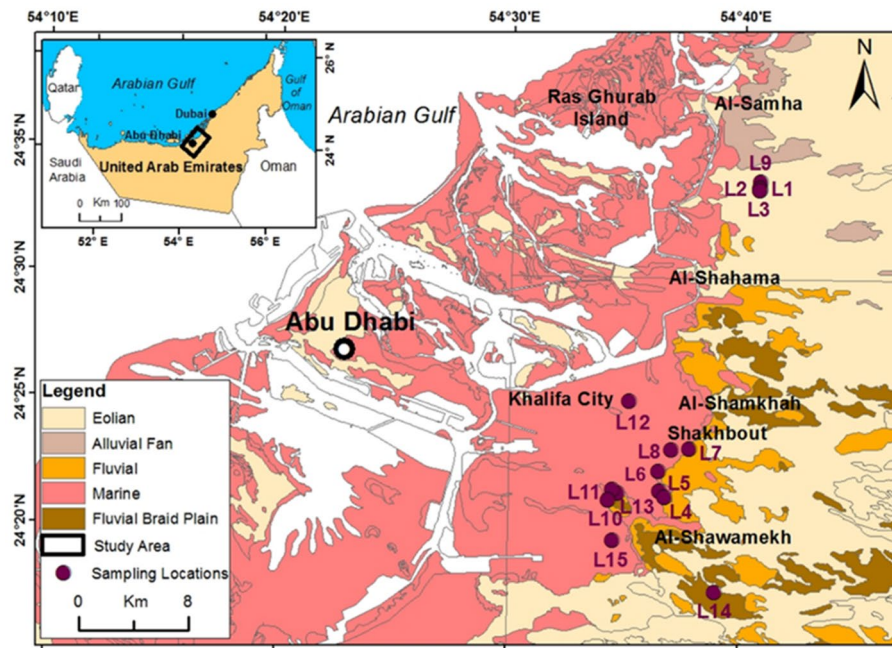 54°10'E 54°20'E 54°30'E 54°40'E
N
Arabian Gulf
Gulf of Oman
Qatar
Dubai
Abu Dhabi
United Arab Emirates
Saudi Arabia
Oman
0 Km 100
26°N
24°N
52°E 54°E 56°E
Arabian Gulf
Ras Ghurab
Island
Al-Samha
L9
L2 L1
L3
24°35'N
24°30'N
24°25'N
24°20'N
Al-Shahama
Abu Dhabi
Khalifa City
L12
Al-Shamkhah
Shakhbout
L8 L7
L6
L5
L11 L13 L4
L10
Al-Shawamekh
L15
L14
Legend
Eolian
Alluvial Fan
Fluvial
Marine
Fluvial Braid Plain
Study Area
Sampling Locations
0 Km 8